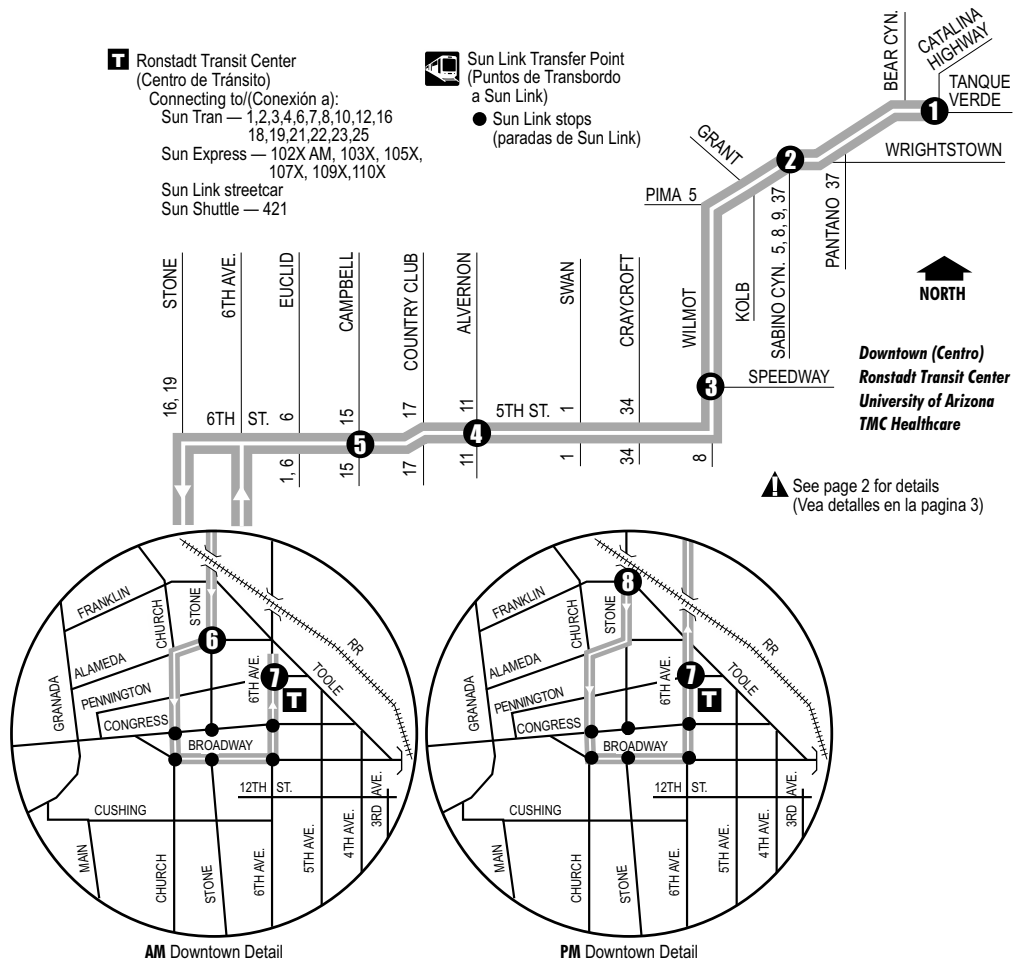 T Ronstadt Transit Center
(Centro de Tránsito)
Connecting to/(Conexión a):
Sun Tran — 1,2,3,4,6,7,8,10,12,16
18,19,21,22,23,25
Sun Express — 102X AM, 103X, 105X,
107X, 109X,110X
Sun Link streetcar
Sun Shuttle — 421
Sun Link Transfer Point
(Puntos de Transbordo
a Sun Link)
Sun Link stops
(paradas de Sun Link)
BEAR CYN.
CATALINA
HIGHWAY
1
TANQUE
VERDE
GRANT
2
WRIGHTSTOWN
PIMA 5
SABINO CYN. 5, 8, 9, 37
PANTANO 37
KOLB
WILMOT
NORTH
STONE
6TH AVE.
EUCLID
CAMPBELL
COUNTRY CLUB
ALVERNON
SWAN
CRAYCROFT
3
SPEEDWAY
Downtown (Centro)
Ronstadt Transit Center
University of Arizona
TMC Healthcare
16, 19
6TH ST.
6
15
17
11
5TH ST.
1
34
5
4
1, 6
15
17
11
1
34
8
See page 2 for details
(Vea detalles en la pagina 3)
FRANKLIN
CHURCH
STONE
6
RR
ALAMEDA
TOOLE
GRANADA
PENNINGTON
6TH AVE.
7
T
CONGRESS
BROADWAY
12TH ST.
CUSHING
MAIN
CHURCH
STONE
6TH AVE.
5TH AVE.
4TH AVE.
3RD AVE.
AM Downtown Detail
8
FRANKLIN
CHURCH
STONE
RR
ALAMEDA
TOOLE
GRANADA
PENNINGTON
6TH AVE.
7
T
CONGRESS
BROADWAY
12TH ST.
CUSHING
MAIN
CHURCH
STONE
6TH AVE.
5TH AVE.
4TH AVE.
3RD AVE.
PM Downtown Detail